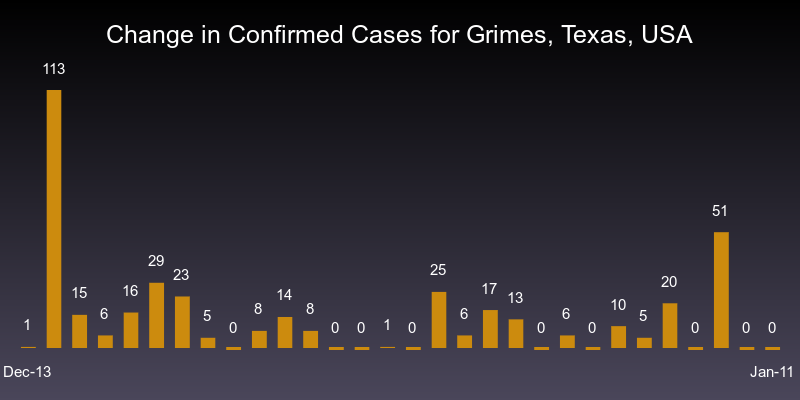 Change in Confirmed Cases for Grimes, Texas, USA
1 113 15 6 16 29 23 5 0 8 14 8 0 0 1 0 25 6 17 13 0 6 0 10 5 20 0 51 0 0
Dec-13 Jan-11